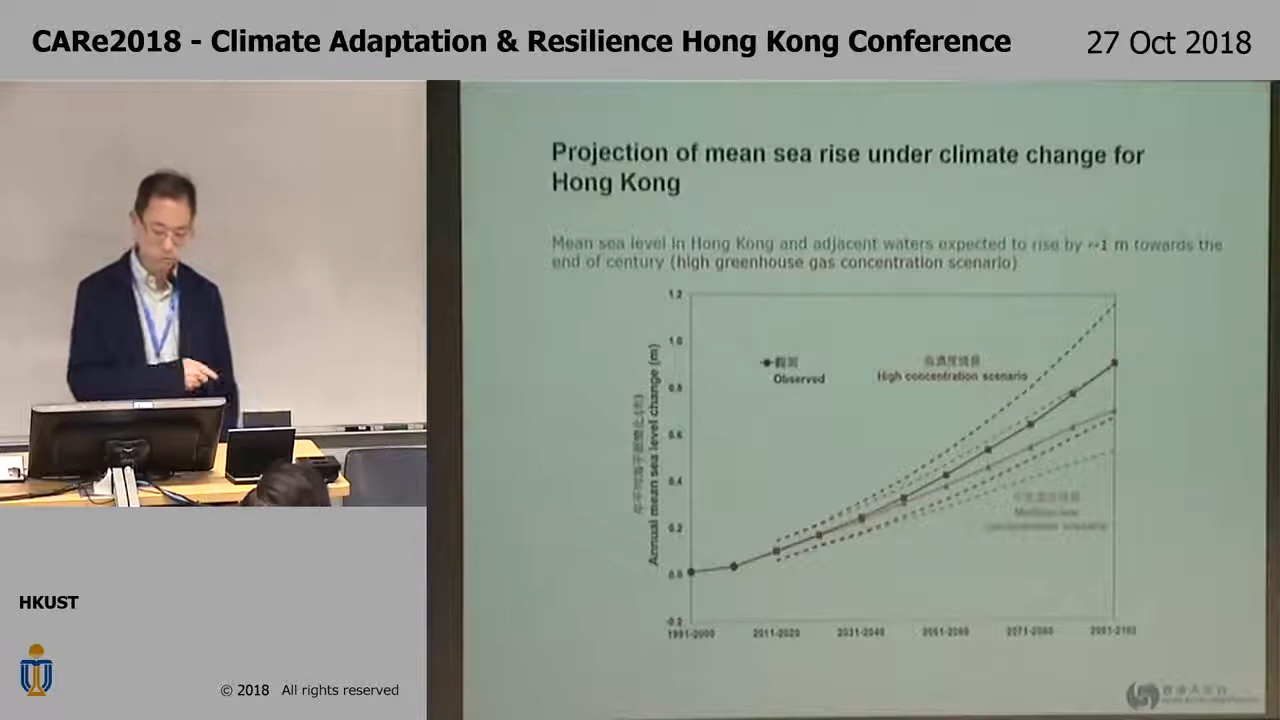 CARe2018 - Climate Adaptation & Resilience Hong Kong Conference
27 Oct 2018
Projection of mean sea rise under climate change for
Hong Kong
Mean sea level in Hong Kong and adjacent waters expected to rise by ~1 m towards the
end of century (high greenhouse gas concentration scenario)
1.2
1.0
0.8
0.6
0.4
0.2
0.0
-0.2
Annual mean sea level change (m)
觀測
Observed
High concentration scenario
concentration scenario
1991-2000
2011-2020
2031-2040
2051-2060
2071-2080
2091-2100
HKUST
© 2018 All rights reserved